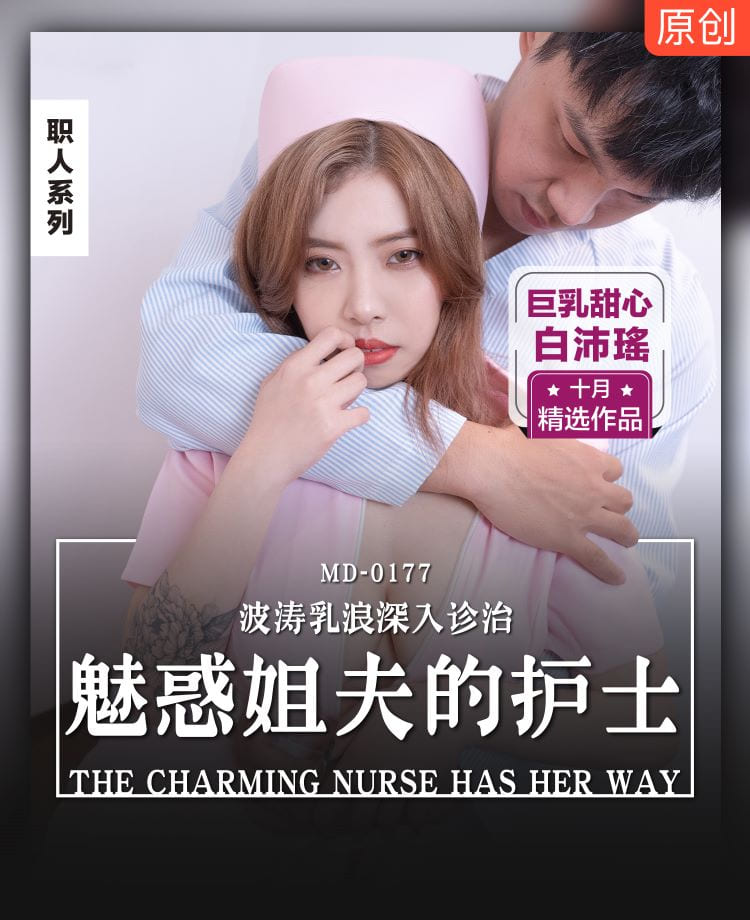 原创
职人系列
巨乳甜心
白沛瑤
★ 十月 ★
精选作品
MD-0177
波涛乳浪深入诊治
魅惑姐夫的护士
THE CHARMING NURSE HAS HER WAY